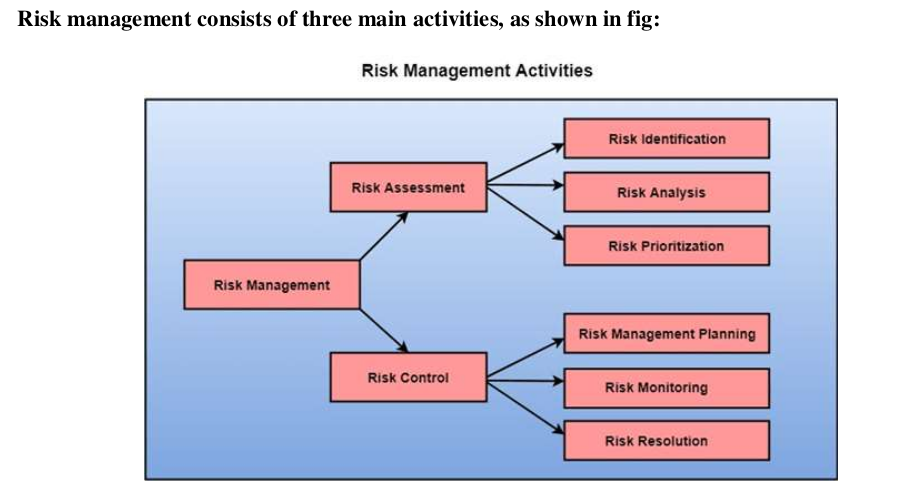 Risk management consists of three main activities, as shown in fig:
Risk Management Activities
Risk Identification
Risk Assessment
Risk Analysis
Risk Prioritization
Risk Management
Risk Management Planning
Risk Control
Risk Monitoring
Risk Resolution